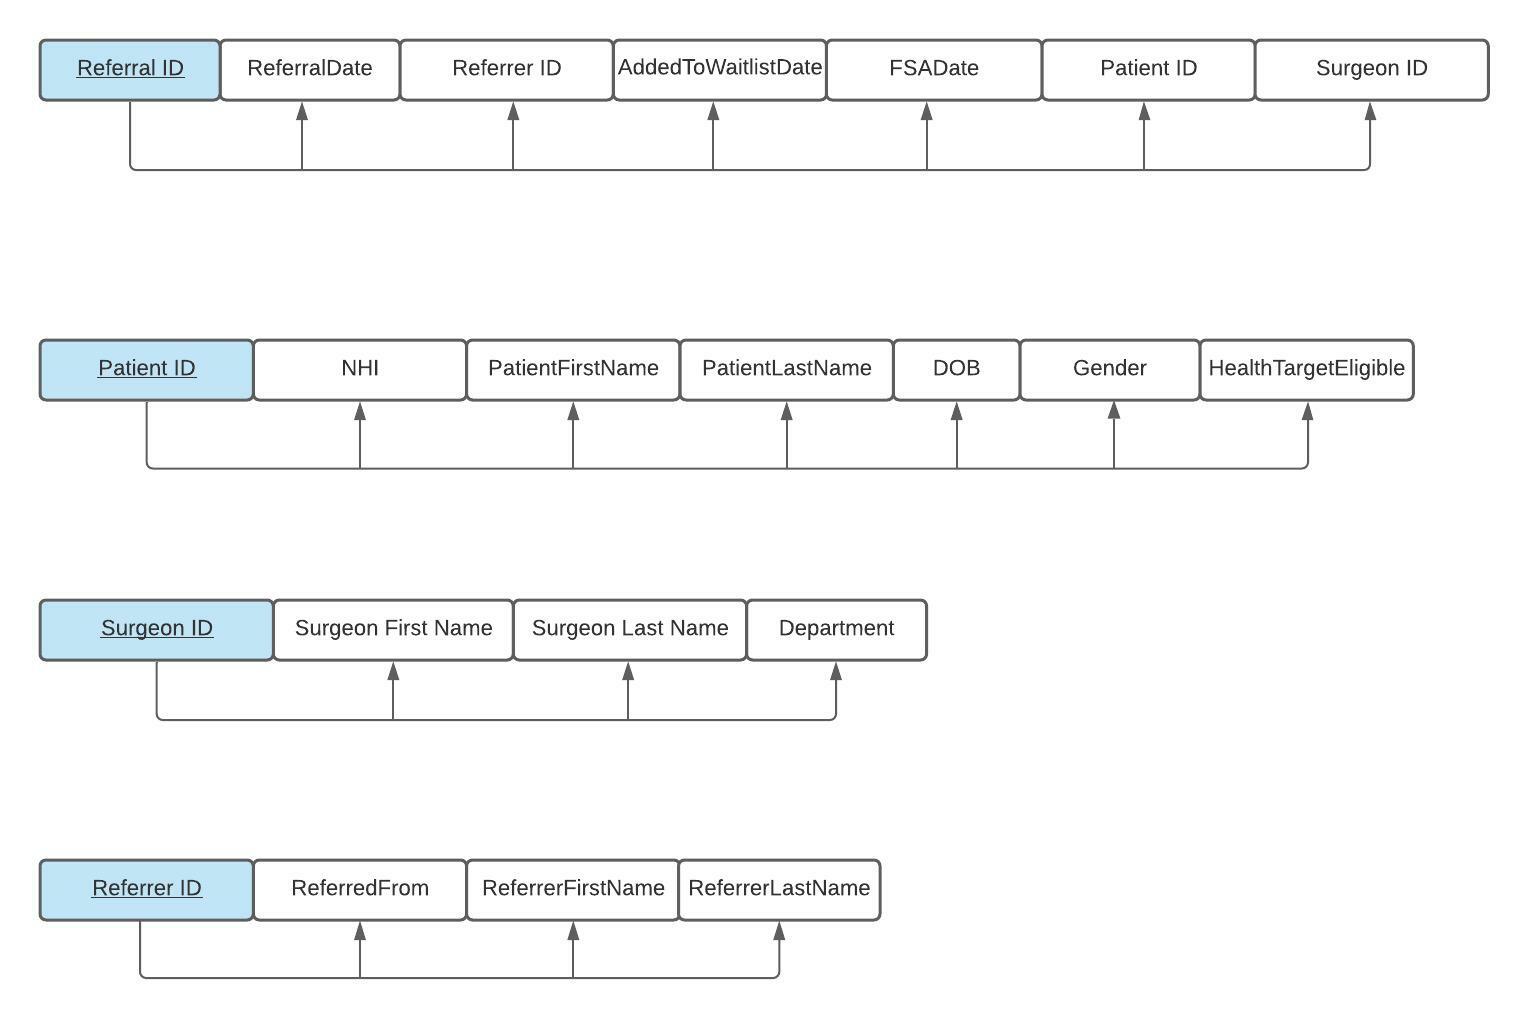 Referral ID ReferralDate Referrer ID AddedToWaitlistDate FSADate Patient ID Surgeon ID
Patient ID NHI PatientFirstName PatientLastName DOB Gender HealthTargetEligible
Surgeon ID Surgeon First Name Surgeon Last Name Department
Referrer ID ReferredFrom ReferrerFirstName ReferrerLastName